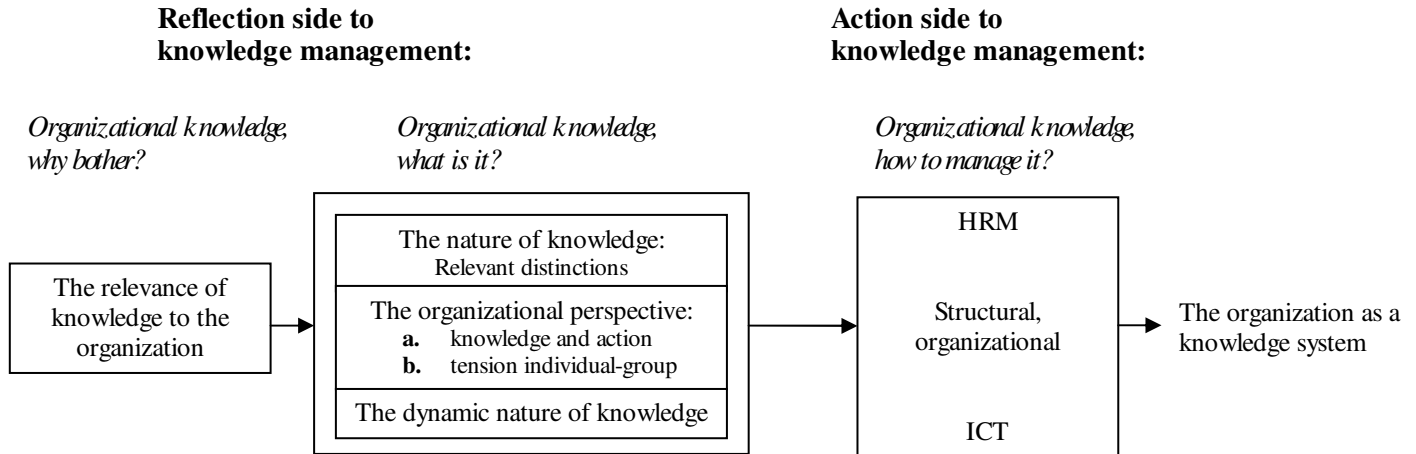 Reflection side to
knowledge management:
Action side to
knowledge management:
Organizational knowledge,
why bother?
Organizational knowledge,
what is it?
Organizational knowledge,
how to manage it?
The relevance of
knowledge to the
organization
The nature of knowledge:
Relevant distinctions
The organizational perspective:
a. knowledge and action
b. tension individual-group
The dynamic nature of knowledge
HRM
Structural,
organizational
ICT
The organization as a
knowledge system